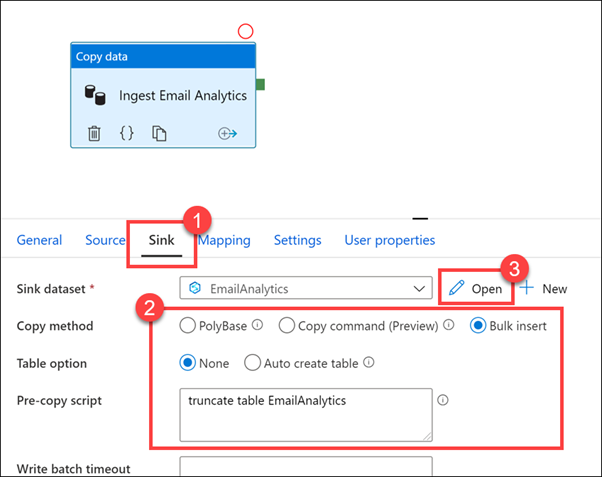 Copy data
Ingest Email Analytics
{}
1
General Source Sink Mapping Settings User properties
3
Sink dataset * EmailAnalytics Open + New
2
Copy method PolyBase Copy command (Preview) Bulk insert
Table option None Auto create table
Pre-copy script truncate table EmailAnalytics
Write batch timeout